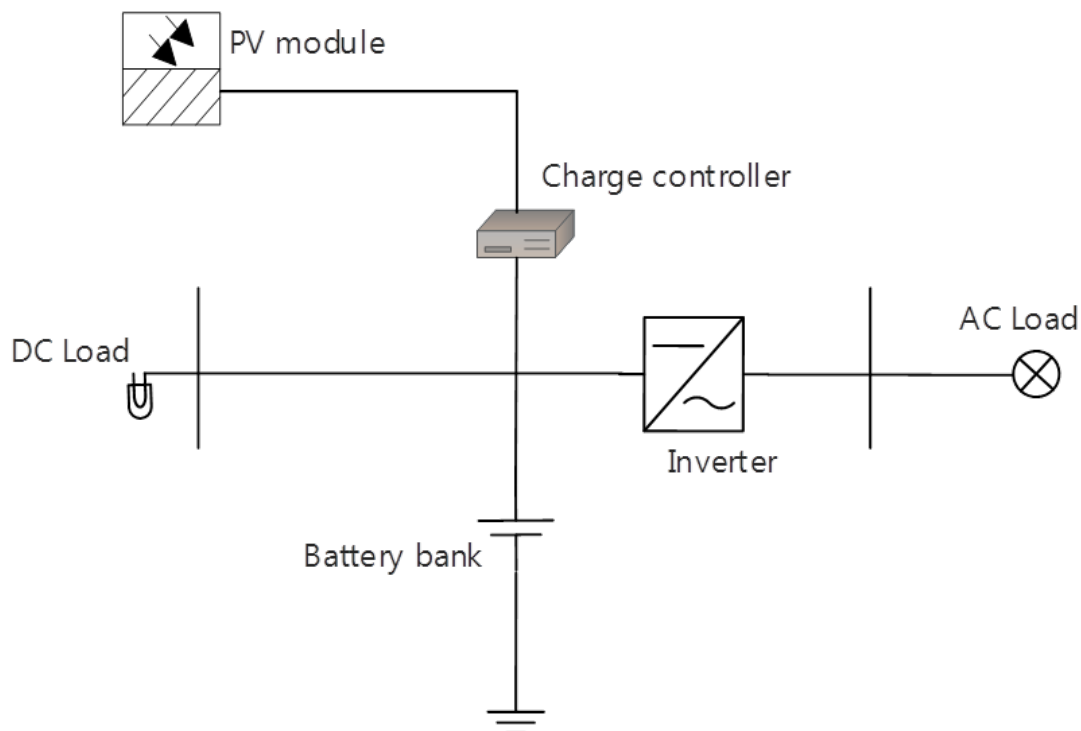 PV module
Charge controller
AC Load
DC Load
Inverter
Battery bank